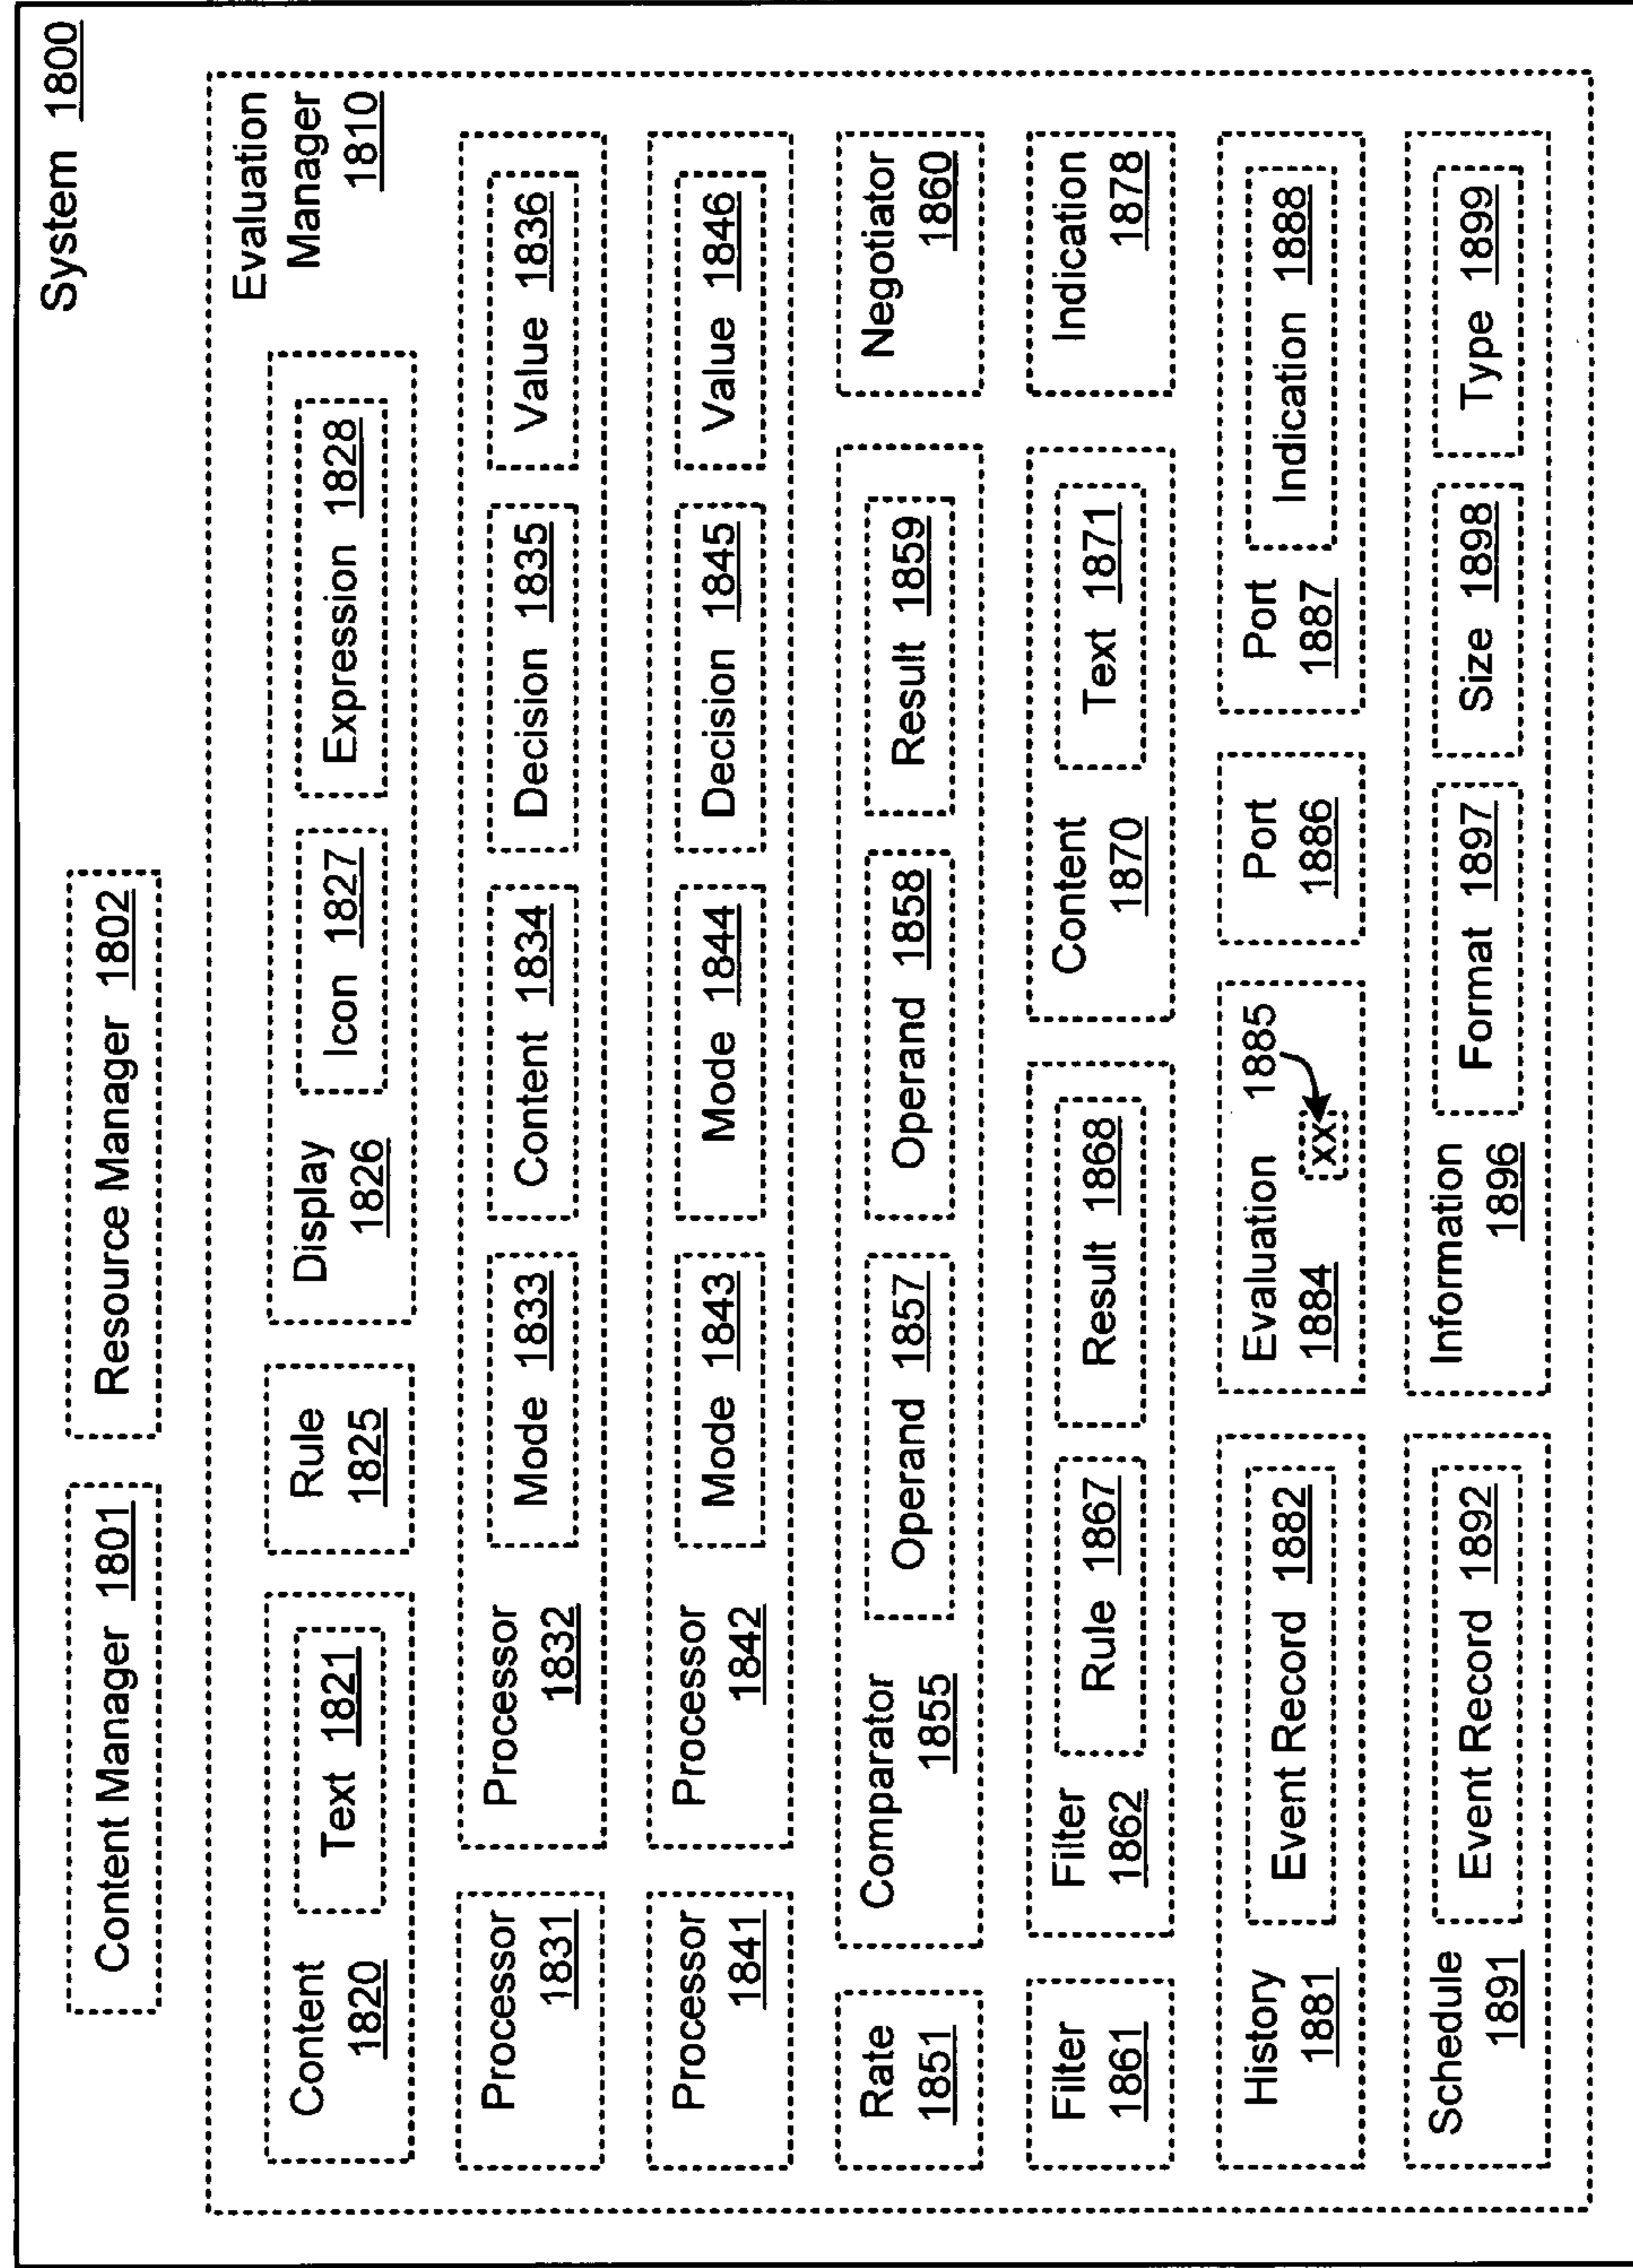 System 1800
Content Manager 1801
Resource Manager 1802
Evaluation
Manager
1810
Content
1820
Text 1821
Rule
1825
Display
1826
Icon 1827
Expression 1828
Processor
1831
Processor
1832
Mode 1833
Content 1834
Decision 1835
Value 1836
Processor
1841
Processor
1842
Mode 1843
Mode 1844
Decision 1845
Value 1846
Rate
1851
Comparator
1855
Operand 1857
Operand 1858
Result 1859
Negotiator
1860
Filter
1861
Filter
1862
Rule 1867
Result 1868
Content
1870
Text 1871
Indication
1878
History
1881
Event Record 1882
Evaluation 1885
1884
xx
Port
1886
Port
1887
Indication 1888
Schedule
1891
Event Record 1892
Information
1896
Format 1897
Size 1898
Type 1899